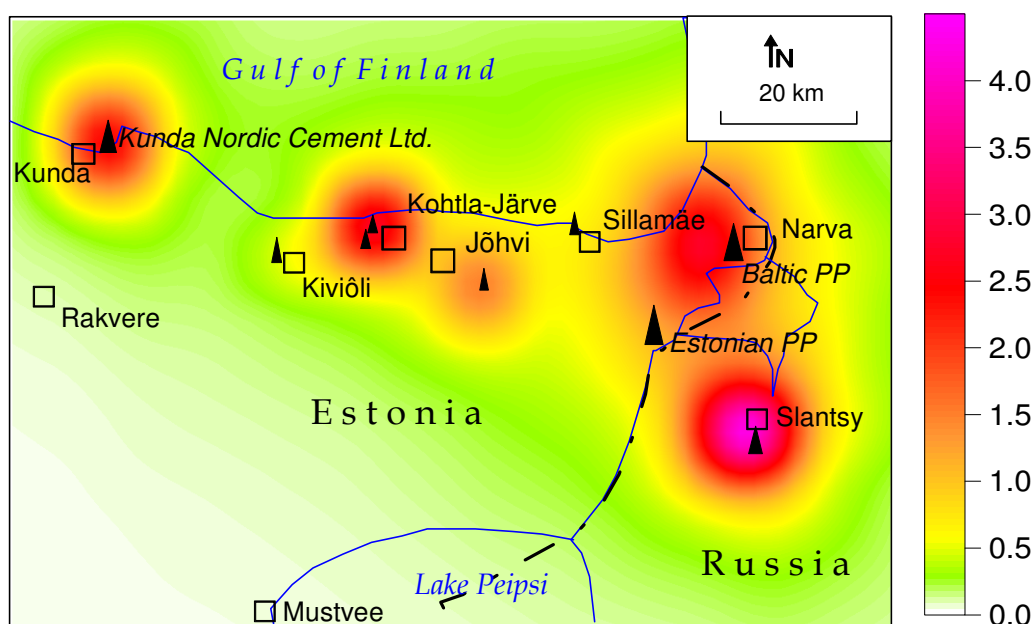 Gulf of Finland
N
20 km
Kunda Nordic Cement Ltd.
Kunda
Kohtla-Järve
Sillamäe
Narva
Jõhvi
Baltic PP
Kiviôli
Rakvere
Estonian PP
Estonia
Slantsy
Russia
Lake Peipsi
Mustvee
4.0
3.5
3.0
2.5
2.0
1.5
1.0
0.5
0.0